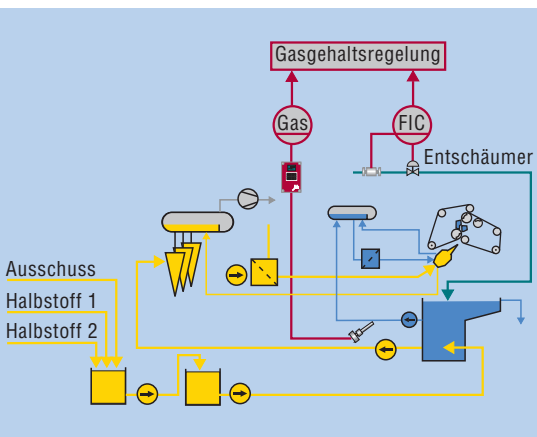 Gasgehaltsregelung
Gas
FIC
Entschäumer
Ausschuss
Halbstoff 1
Halbstoff 2